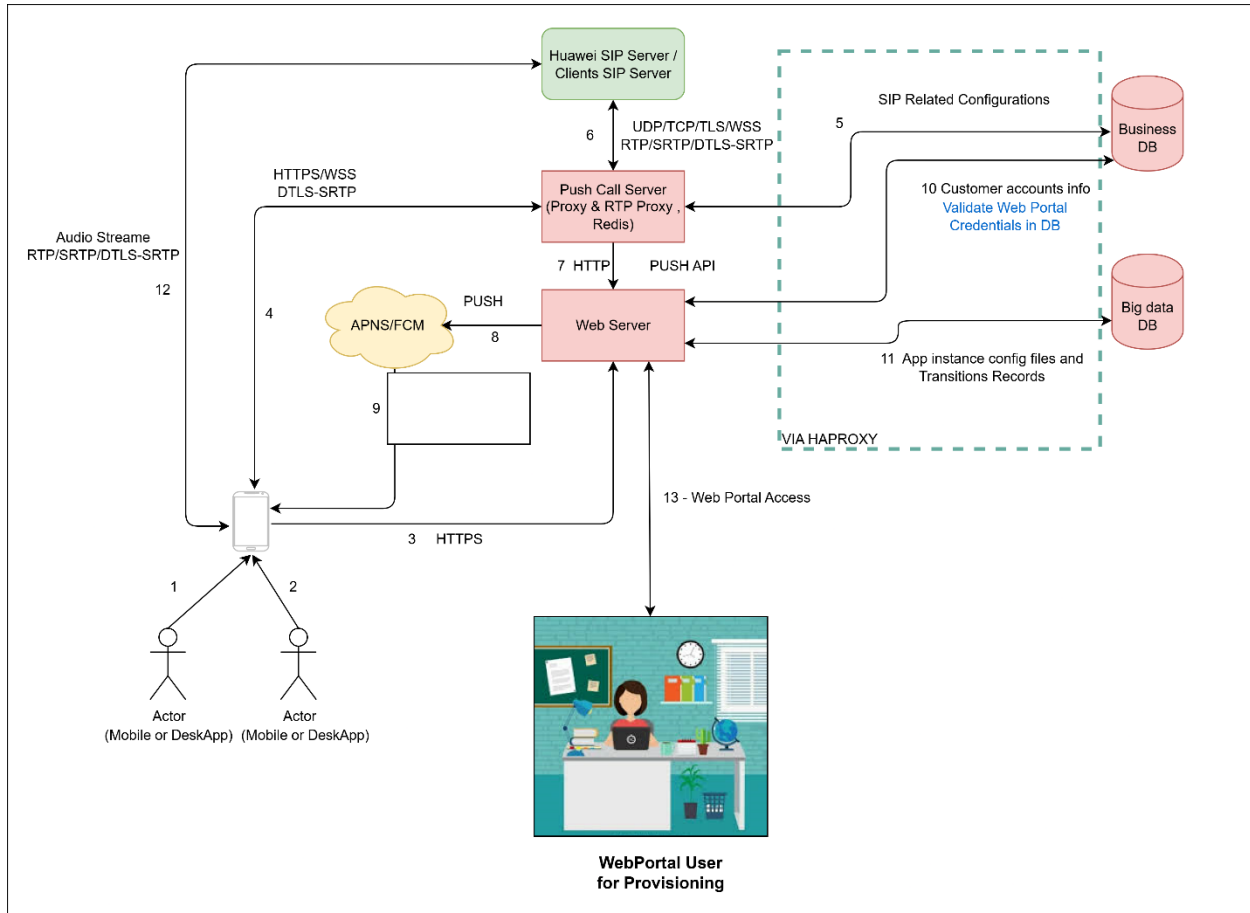 Huawei SIP Server /
Clients SIP Server
SIP Related Configurations
5
Business
DB
6
UDP/TCP/TLS/WSS
RTP/SRTP/DTLS-SRTP
HTTPS/WSS
DTLS-SRTP
Push Call Server
(Proxy & RTP Proxy ,
Redis)
10 Customer accounts info
Validate Web Portal
Credentials in DB
Audio Streame
RTP/SRTP/DTLS-SRTP
12
4
7 HTTP
PUSH API
PUSH
8
APNS/FCM
Web Server
Big data
DB
11 App instance config files and
Transitions Records
9
VIA HAPROXY
13 - Web Portal Access
3 HTTPS
1
2
Actor
(Mobile or DeskApp)
Actor
(Mobile or DeskApp)
WebPortal User
for Provisioning